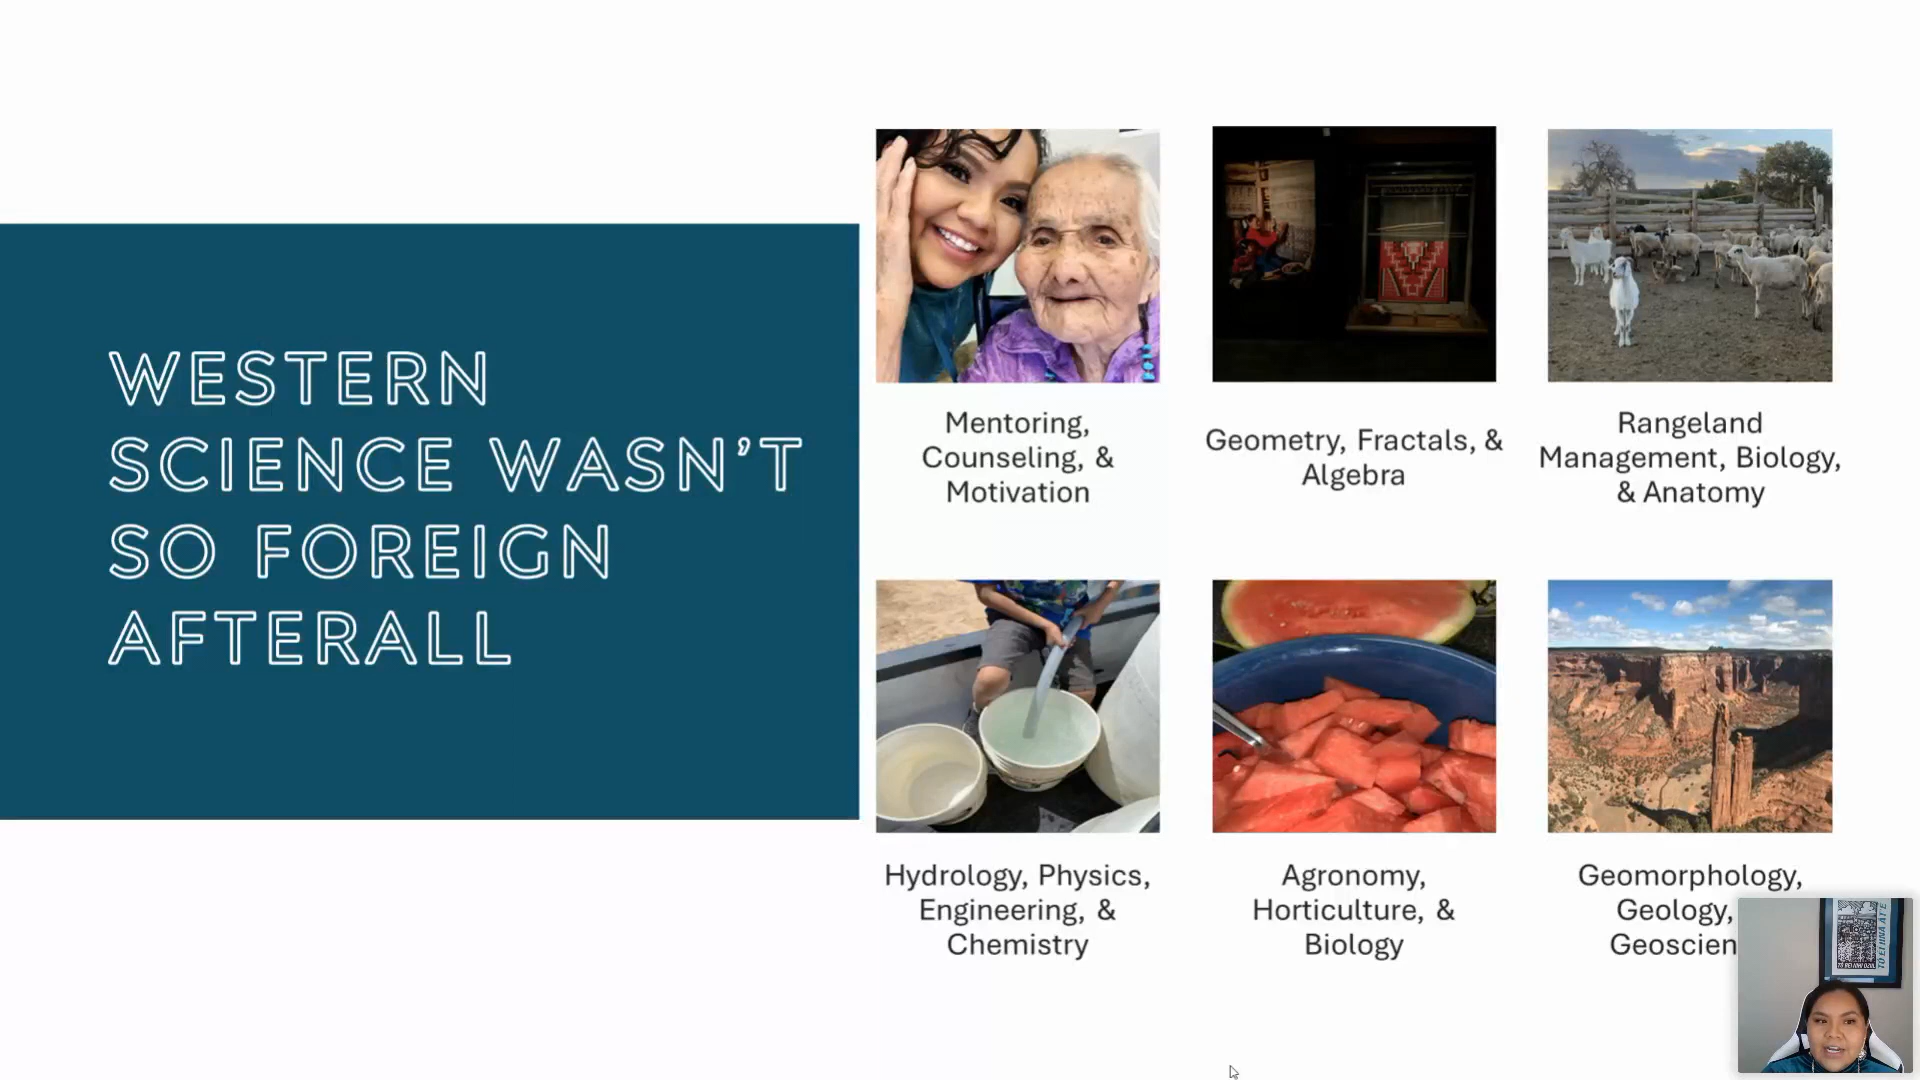 WESTERN
SCIENCE WASN'T
SO FOREIGN
AFTERALL
Mentoring,
Counseling, &
Motivation
Geometry, Fractals, &
Algebra
Rangeland
Management, Biology,
& Anatomy
Hydrology, Physics,
Engineering, &
Chemistry
Agronomy,
Horticulture, &
Biology
Geomorphology,
Geology,
Geoscien